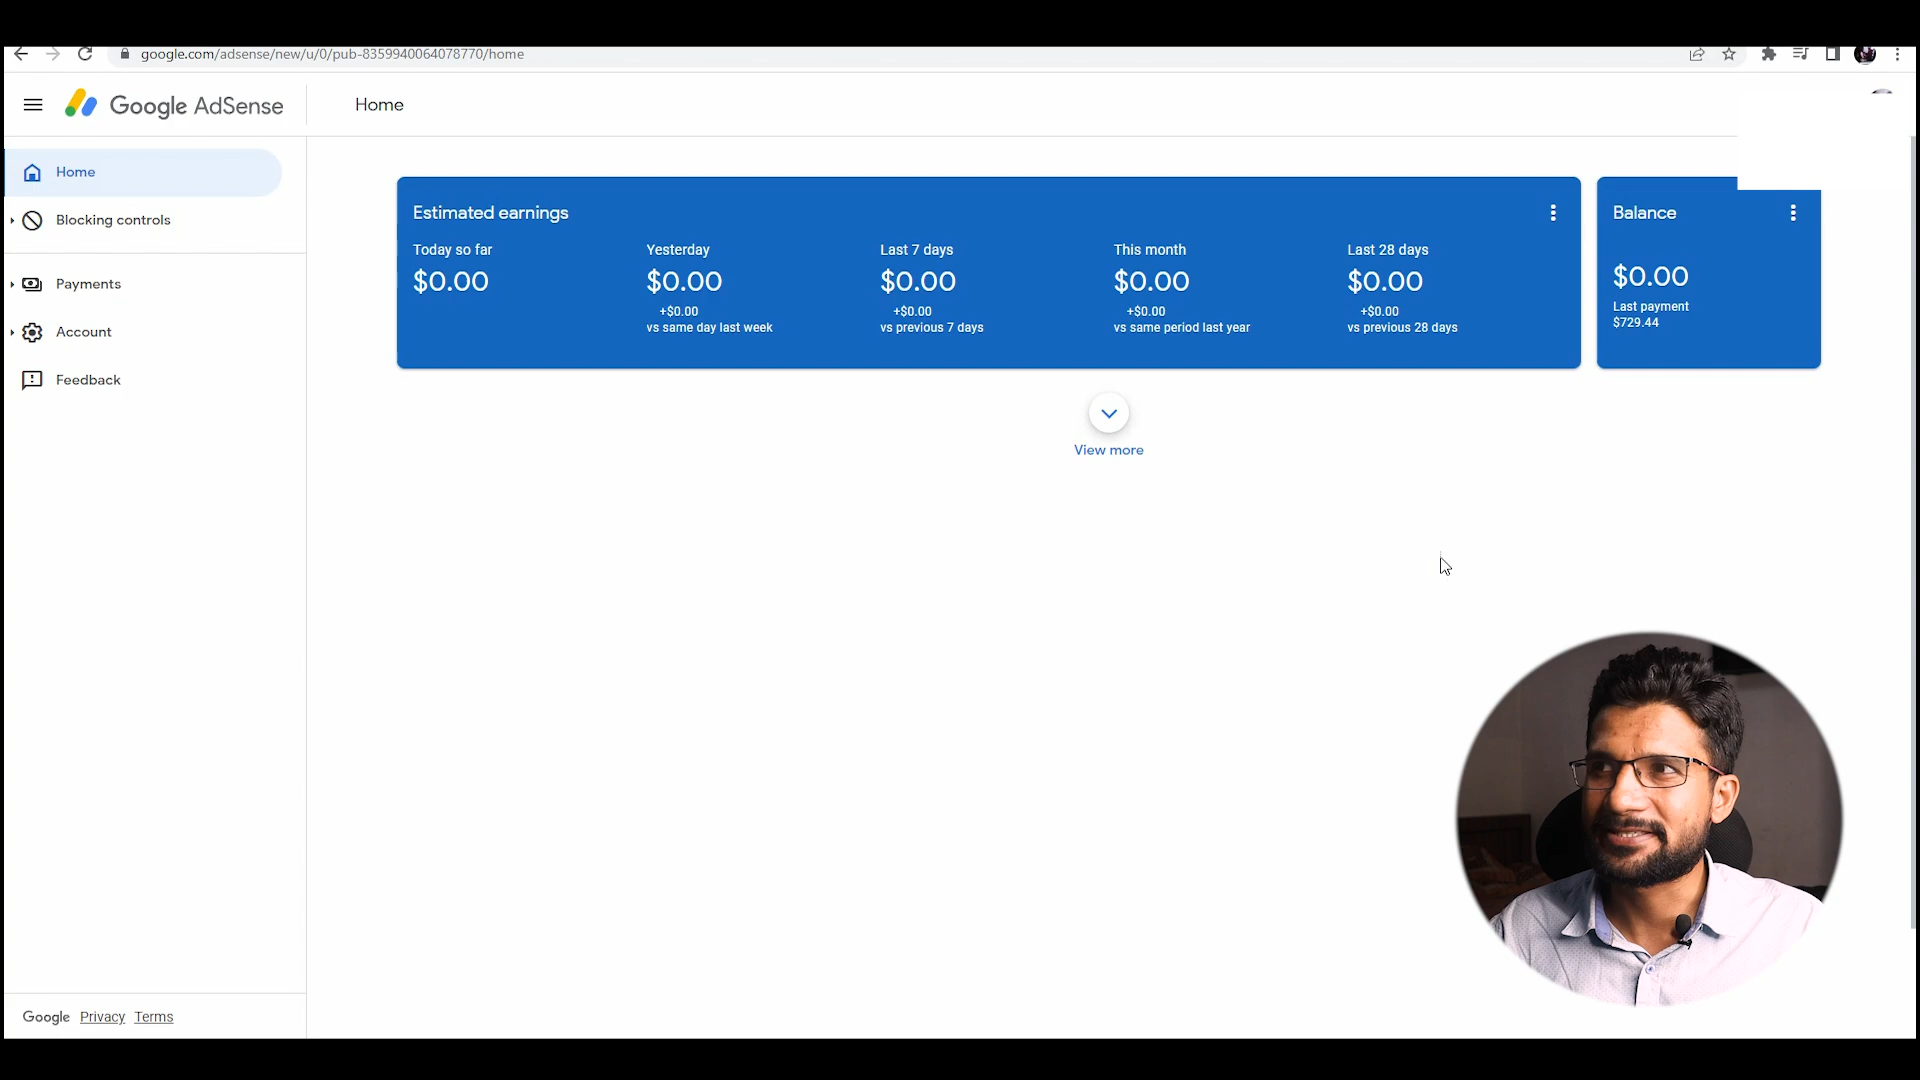 google.com/adsense/new/u/0/pub-8359940064078770/home
Google AdSense
Home
Home
Blocking controls
Payments
Account
Feedback
Estimated earnings
Today so far
$0.00
Yesterday
$0.00
+$0.00
vs same day last week
Last 7 days
$0.00
+$0.00
vs previous 7 days
This month
$0.00
+$0.00
vs same period last year
Last 28 days
$0.00
+$0.00
vs previous 28 days
Balance
$0.00
Last payment
$729.44
View more
Google Privacy Terms